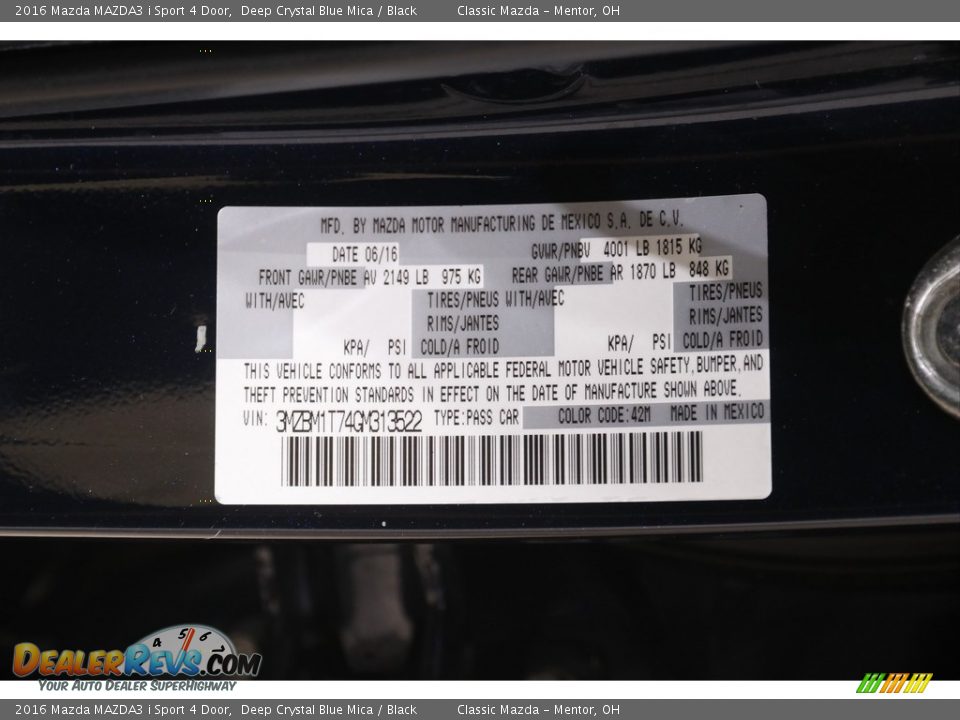 2016 Mazda MAZDA3 i Sport 4 Door, Deep Crystal Blue Mica / Black Classic Mazda - Mentor, OH
MFD. BY MAZDA MOTOR MANUFACTURING DE MEXICO S.A. DE C.V.
DATE 06/16 GVWR/PNBV 4001 LB 1815 KG
FRONT GAWR/PNBE AV 2149 LB 975 KG REAR GAWR/PNBE AR 1870 LB 848 KG
WITH/AVEC TIRES/PNEUS WITH/AVEC TIRES/PNEUS
RIMS/JANTES RIMS/JANTES
KPA/ PSI COLD/A FROID KPA/ PSI COLD/A FROID
THIS VEHICLE CONFORMS TO ALL APPLICABLE FEDERAL MOTOR VEHICLE SAFETY, BUMPER, AND
THEFT PREVENTION STANDARDS IN EFFECT ON THE DATE OF MANUFACTURE SHOWN ABOVE.
VIN: 3MZBM1T74GM313522 TYPE:PASS CAR COLOR CODE:42M MADE IN MEXICO
4 5 6
DealerRevs.com
Your Auto Dealer SuperHighway
2016 Mazda MAZDA3 i Sport 4 Door, Deep Crystal Blue Mica / Black Classic Mazda - Mentor, OH